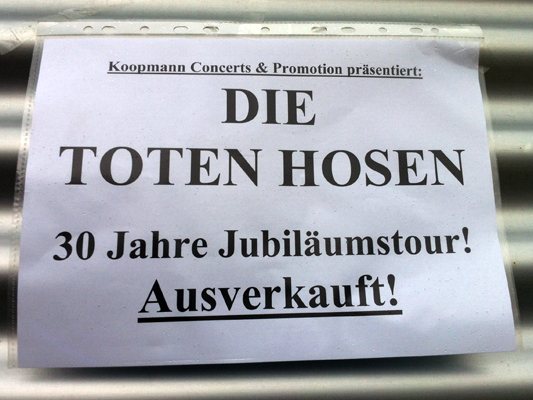 Koopmann Concerts & Promotion präsentiert:
DIE
TOTEN HOSEN
30 Jahre Jubiläumstour!
Ausverkauft!